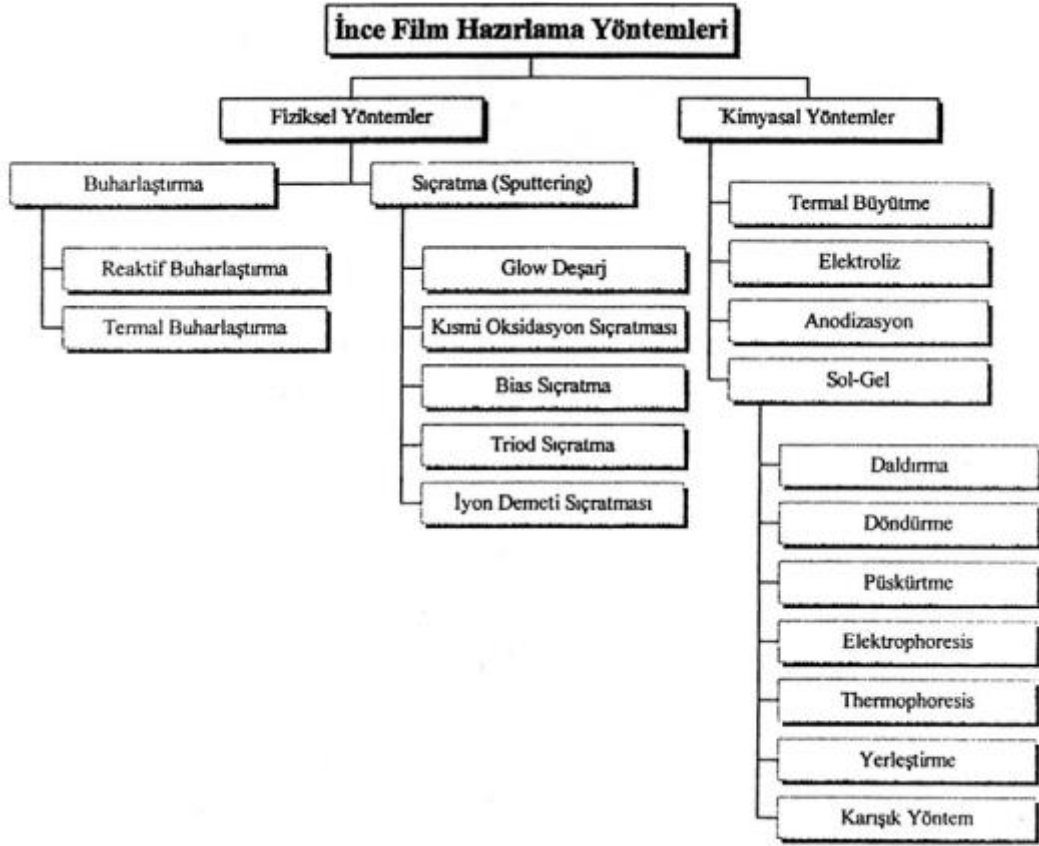 İnce Film Hazırlama Yöntemleri
Fiziksel Yöntemler
Buharlaştırma
Reaktif Buharlaştırma
Termal Buharlaştırma
Sıçratma (Sputtering)
Glow Deşarj
Kısmi Oksidasyon Sıçratması
Bias Sıçratma
Triod Sıçratma
İyon Demeti Sıçratması
Kimyasal Yöntemler
Termal Büyütme
Elektroliz
Anodizasyon
Sol-Gel
Daldırma
Döndürme
Püskürtme
Elektrophoresis
Thermophoresis
Yerleştirme
Karışık Yöntem